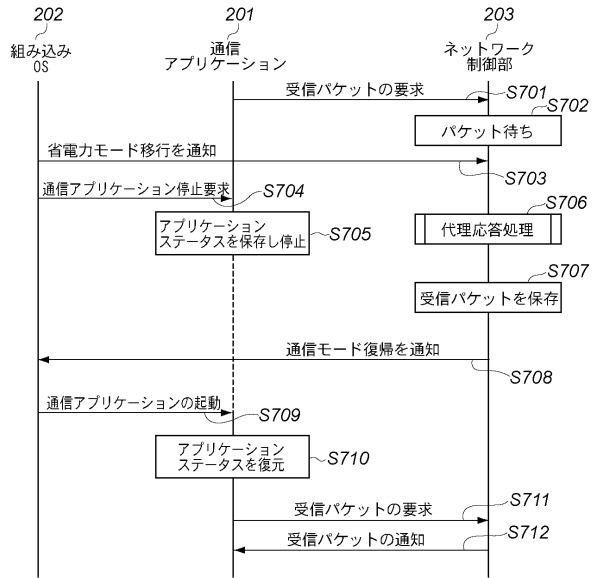 202
201
203
組み込み
OS
通信
アプリケーション
ネットワーク
制御部
受信パケットの要求
S701
S702
パケット待ち
省電力モード移行を通知
S703
通信アプリケーション停止要求
S704
アプリケーション
ステータスを保存し停止
S705
S706
代理応答処理
S707
受信パケットを保存
通信モード復帰を通知
S708
通信アプリケーションの起動
S709
アプリケーション
ステータスを復元
S710
受信パケットの要求
S711
受信パケットの通知
S712